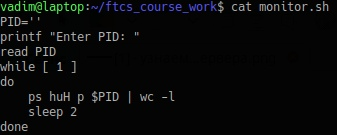 vadim@laptop:~/ftcs_course_work$ cat monitor.sh
PID=''
printf "Enter PID: "
read PID
while [ 1 ]
do
    ps huH p $PID | wc -l
    sleep 2
done